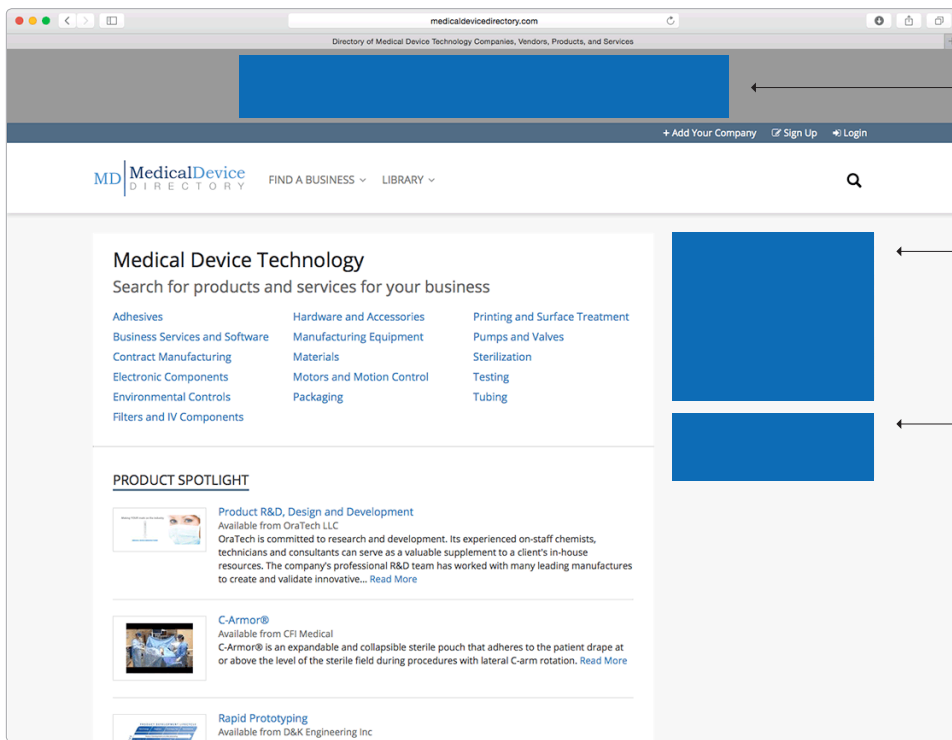 medicaldevicedirectory.com
Directory of Medical Device Technology Companies, Vendors, Products, and Services
+ Add Your Company Sign Up Login
MD MedicalDevice
DIRECTORY
FIND A BUSINESS LIBRARY
Medical Device Technology
Search for products and services for your business
Adhesives Hardware and Accessories Printing and Surface Treatment
Business Services and Software Manufacturing Equipment Pumps and Valves
Contract Manufacturing Materials Sterilization
Electronic Components Motors and Motion Control Testing
Environmental Controls Packaging Tubing
Filters and IV Components
PRODUCT SPOTLIGHT
Product R&D, Design and Development
Available from OraTech LLC
OraTech is committed to research and development. Its experienced on-staff chemists,
technicians and consultants can serve as a valuable supplement to a client's in-house
resources. The company's professional R&D team has worked with many leading manufactures
to create and validate innovative... Read More
C-Armor®
Available from CFI Medical
C-Armor® is an expandable and collapsible sterile pouch that adheres to the patient drape at
or above the level of the sterile field during procedures with lateral C-arm rotation. Read More
Rapid Prototyping
Available from D&K Engineering Inc